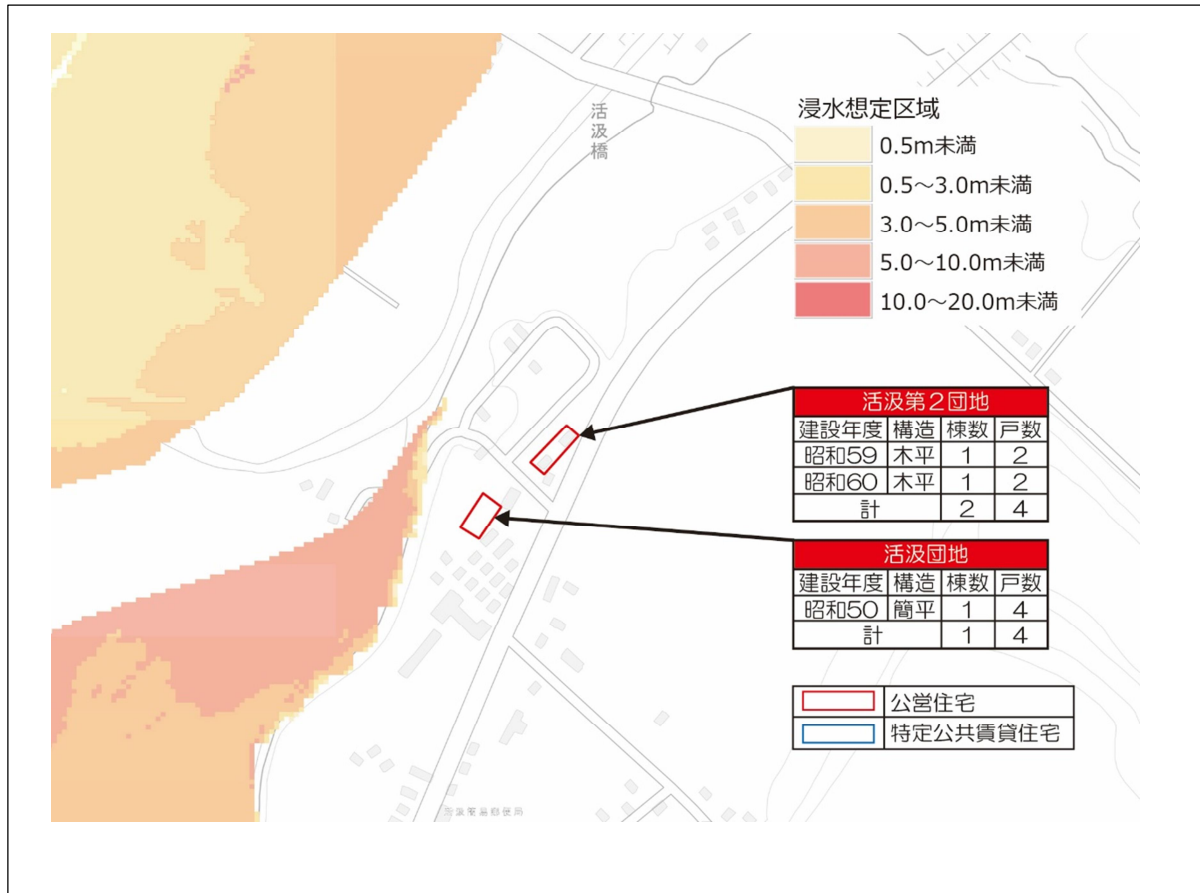 活汲橋
浸水想定区域
0.5m未満
0.5～3.0m未満
3.0～5.0m未満
5.0～10.0m未満
10.0～20.0m未満
活汲第2団地
建設年度 構造 棟数 戸数
昭和59 木平 1 2
昭和60 木平 1 2
計 2 4
活汲団地
建設年度 構造 棟数 戸数
昭和50 簡平 1 4
計 1 4
公営住宅
特定公共賃貸住宅